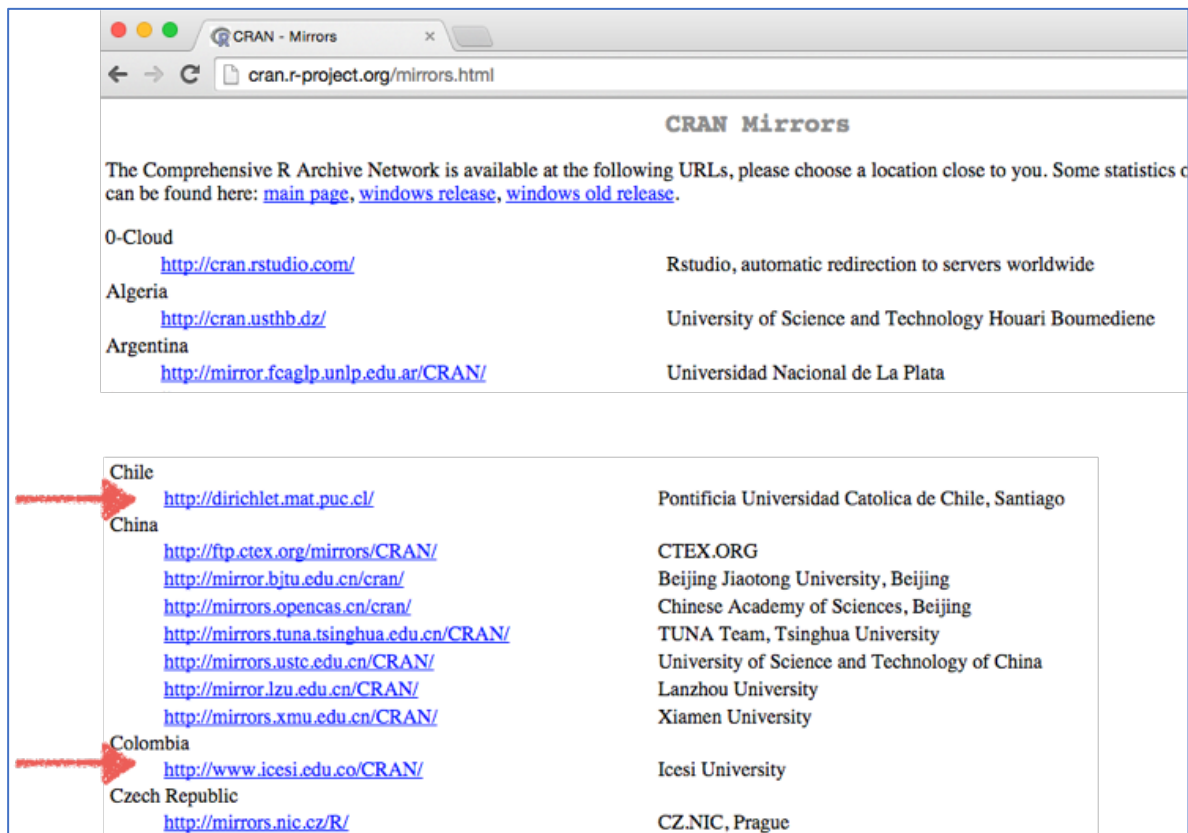 CRAN - Mirrors
cran.r-project.org/mirrors.html
CRAN Mirrors
The Comprehensive R Archive Network is available at the following URLs, please choose a location close to you. Some statistics
can be found here: main page, windows release, windows old release.
0-Cloud
http://cran.rstudio.com/ Rstudio, automatic redirection to servers worldwide
Algeria
http://cran.usthb.dz/ University of Science and Technology Houari Boumediene
Argentina
http://mirror.fcaglp.unlp.edu.ar/CRAN/ Universidad Nacional de La Plata
Chile
http://dirichlet.mat.puc.cl/ Pontificia Universidad Catolica de Chile, Santiago
China
http://ftp.ctex.org/mirrors/CRAN/ CTEX.ORG
http://mirror.bjtu.edu.cn/cran/ Beijing Jiaotong University, Beijing
http://mirrors.opencas.cn/cran/ Chinese Academy of Sciences, Beijing
http://mirrors.tuna.tsinghua.edu.cn/CRAN/ TUNA Team, Tsinghua University
http://mirrors.ustc.edu.cn/CRAN/ University of Science and Technology of China
http://mirror.lzu.edu.cn/CRAN/ Lanzhou University
http://mirrors.xmu.edu.cn/CRAN/ Xiamen University
Colombia
http://www.icesi.edu.co/CRAN/ Icesi University
Czech Republic
http://mirrors.nic.cz/R/ CZ.NIC, Prague